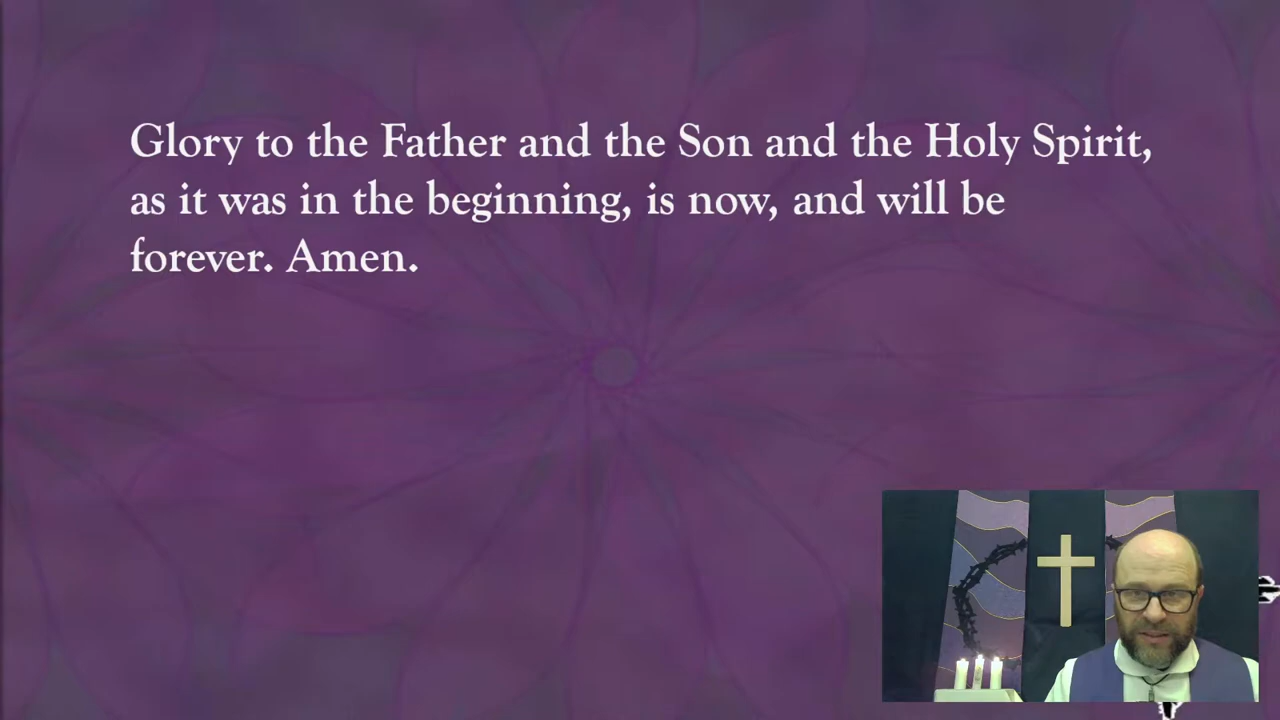 Glory to the Father and the Son and the Holy Spirit,
as it was in the beginning, is now, and will be
forever. Amen.